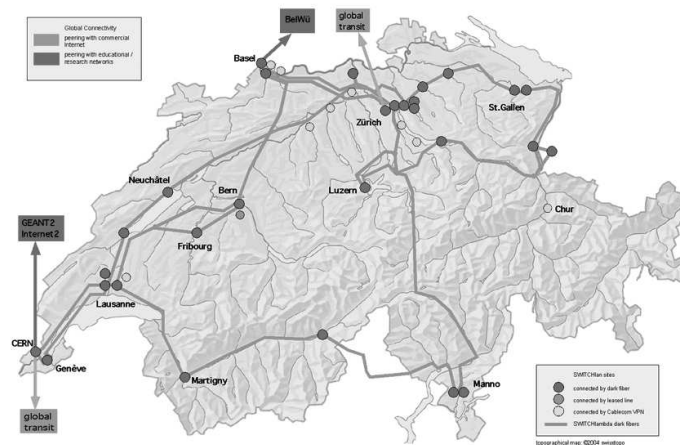 Global Connectivity
peering with commercial
Internet
peering with educational /
research networks
BelWü
global
transit
Basel
Zürich
St.Gallen
Neuchâtel
Bern
Luzern
Chur
GEANT2
Internet2
Fribourg
Lausanne
CERN
Genève
Martigny
Manno
global
transit
SWITCHlan sites
connected by dark fiber
connected by leased line
connected by Cablecom VPN
SWITCHlambda dark fibers
topographical map: ©2004 swisstopo